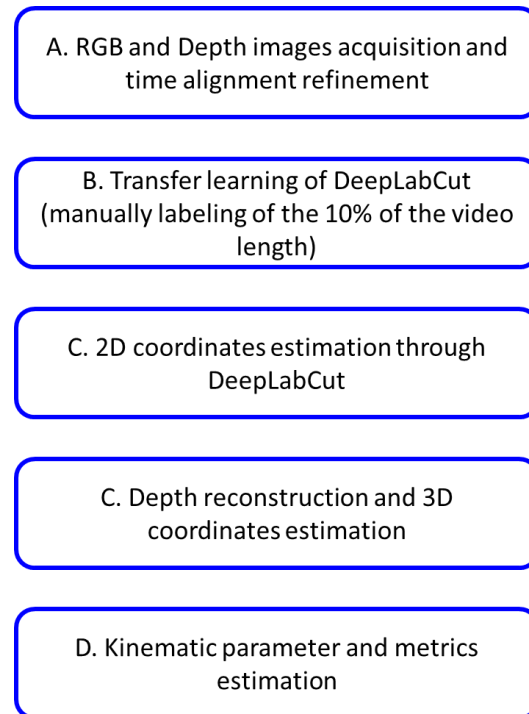 A. RGB and Depth images acquisition and
time alignment refinement
B. Transfer learning of DeepLabCut
(manually labeling of the 10% of the video
length)
C. 2D coordinates estimation through
DeepLabCut
C. Depth reconstruction and 3D
coordinates estimation
D. Kinematic parameter and metrics
estimation